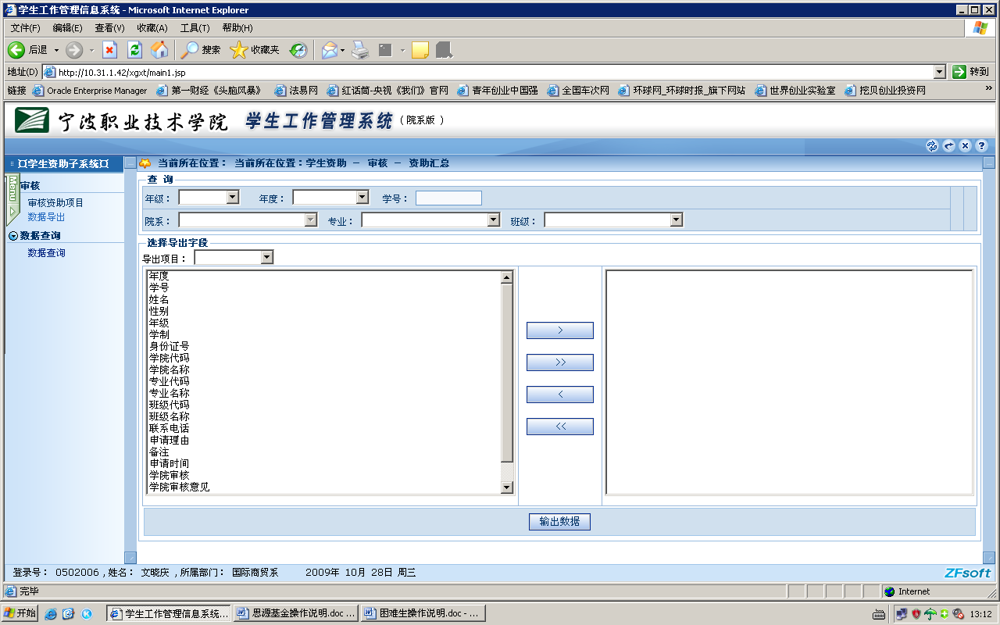 学生工作管理信息系统 - Microsoft Internet Explorer
文件(F) 编辑(E) 查看(V) 收藏(A) 工具(T) 帮助(H)
后退 搜索 收藏夹
地址(D) http://10.31.1.42/xgxt/main1.jsp 转到
链接 Oracle Enterprise Manager 第一财经《头脑风暴》 法易网 红话筒-央视《我们》官网 青年创业中国强 全国车次网 环球网_环球时报_旗下网站 世界创业实验室 挖贝创业投资网 »
宁波职业技术学院 学生工作管理系统 （院系版）
¤学生资助子系统¤ 当前所在位置： 当前所在位置：学生资助 － 审核 － 资助汇总
Menu
审核
审核资助项目
数据导出
数据查询
数据查询
查 询
年级： 年度： 学号：
院系： 专业： 班级：
选择导出字段
导出项目：
年度
学号
姓名
性别
年级
学制
身份证号
学院代码
学院名称
专业代码
专业名称
班级代码
班级名称
联系电话
申请理由
备注
申请时间
学院审核
学院审核意见
>
>>
<
<<
输出数据
登录号： 0502006，姓名： 文晓庆 ，所属部门： 国际商贸系 2009年 10月 28日 周三 ZFsoft
完毕 Internet
开始 学生工作管理信息系统... 思源基金操作说明.doc ... 困难生操作说明.doc - ... 13:12